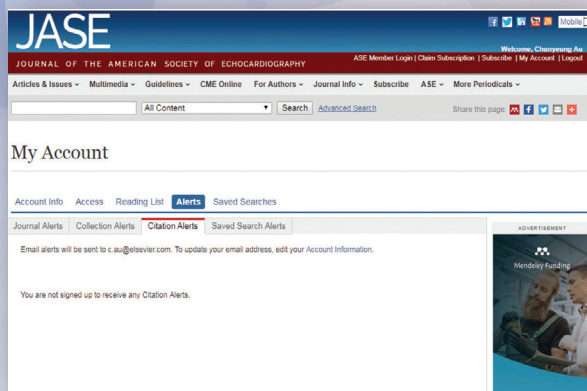 JASE
Mobile
Welcome, Chunyeung Au
JOURNAL OF THE AMERICAN SOCIETY OF ECHOCARDIOGRAPHY
ASE Member Login | Claim Subscription | Subscribe | My Account | Logout
Articles & Issues Multimedia Guidelines CME Online For Authors Journal Info Subscribe ASE More Periodicals
All Content Search Advanced Search Share this page:
My Account
Account Info Access Reading List Alerts Saved Searches
Journal Alerts Collection Alerts Citation Alerts Saved Search Alerts
ADVERTISEMENT
Email alerts will be sent to c.au@elsevier.com. To update your email address, edit your Account Information.
Mendeley Funding
You are not signed up to receive any Citation Alerts.